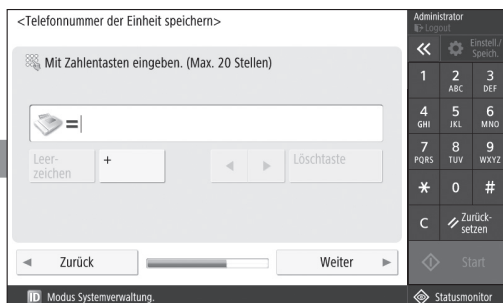 <Telefonnummer der Einheit speichern>
Mit Zahlentasten eingeben. (Max. 20 Stellen)
=
Leer-
zeichen
+
◀
▶
Löschtaste
◀ Zurück
Weiter ▶
ID Modus Systemverwaltung.
Administrator
Logout
Einstell./
Speich.
1 2 3
ABC DEF
4 5 6
GHI JKL MNO
7 8 9
PQRS TUV WXYZ
* 0 #
C Zurück-
setzen
Start
Statusmonitor